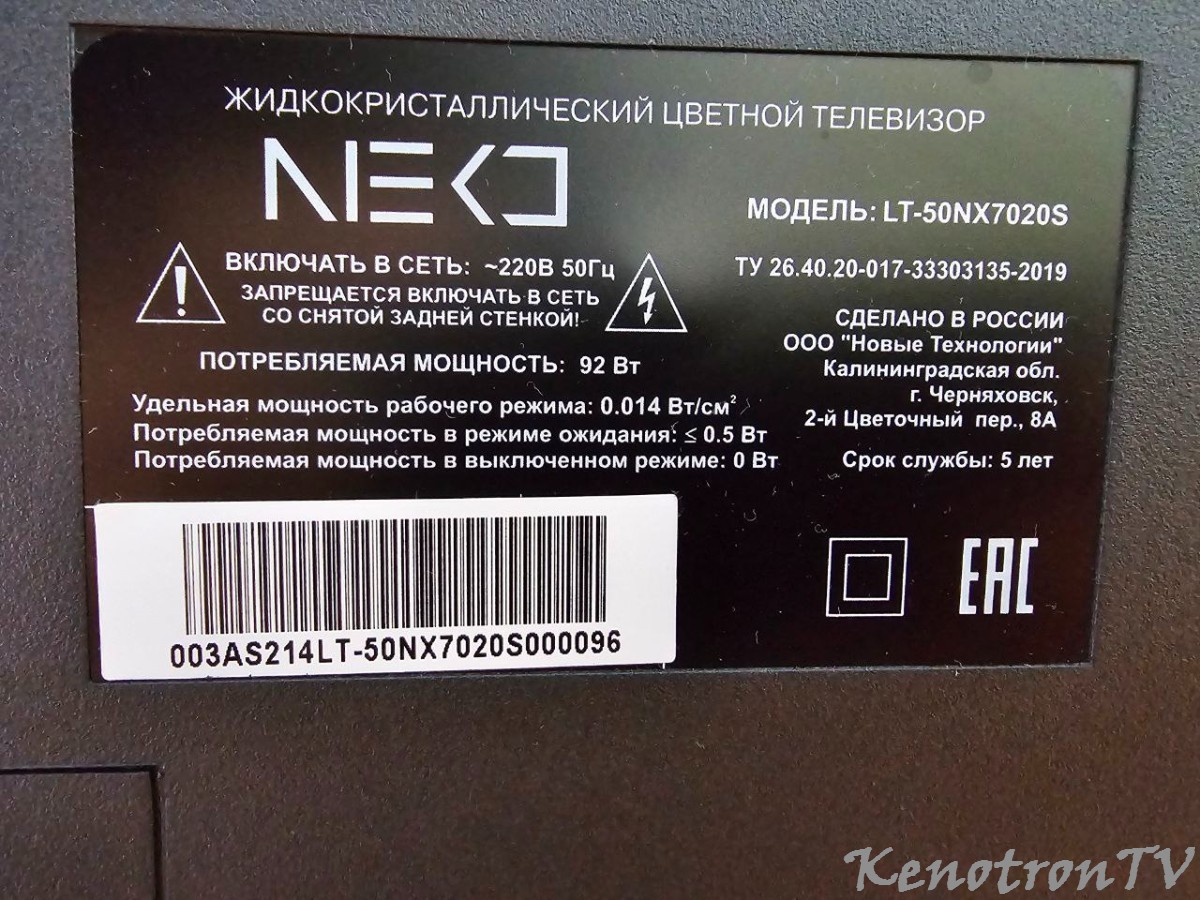 ЖИДКОКРИСТАЛЛИЧЕСКИЙ ЦВЕТНОЙ ТЕЛЕВИЗОР
NEKO
МОДЕЛЬ: LT-50NX7020S
ВКЛЮЧАТЬ В СЕТЬ: ~220В 50Гц
ЗАПРЕЩАЕТСЯ ВКЛЮЧАТЬ В СЕТЬ
СО СНЯТОЙ ЗАДНЕЙ СТЕНКОЙ!
ПОТРЕБЛЯЕМАЯ МОЩНОСТЬ: 92 Вт
Удельная мощность рабочего режима: 0.014 Вт/см²
Потребляемая мощность в режиме ожидания: ≤ 0.5 Вт
Потребляемая мощность в выключенном режиме: 0 Вт
ТУ 26.40.20-017-33303135-2019
СДЕЛАНО В РОССИИ
ООО "Новые Технологии"
Калининградская обл.
г. Черняховск,
2-й Цветочный пер., 8А
Срок службы: 5 лет
003AS214LT-50NX7020S000096
EAC
KenotronTV